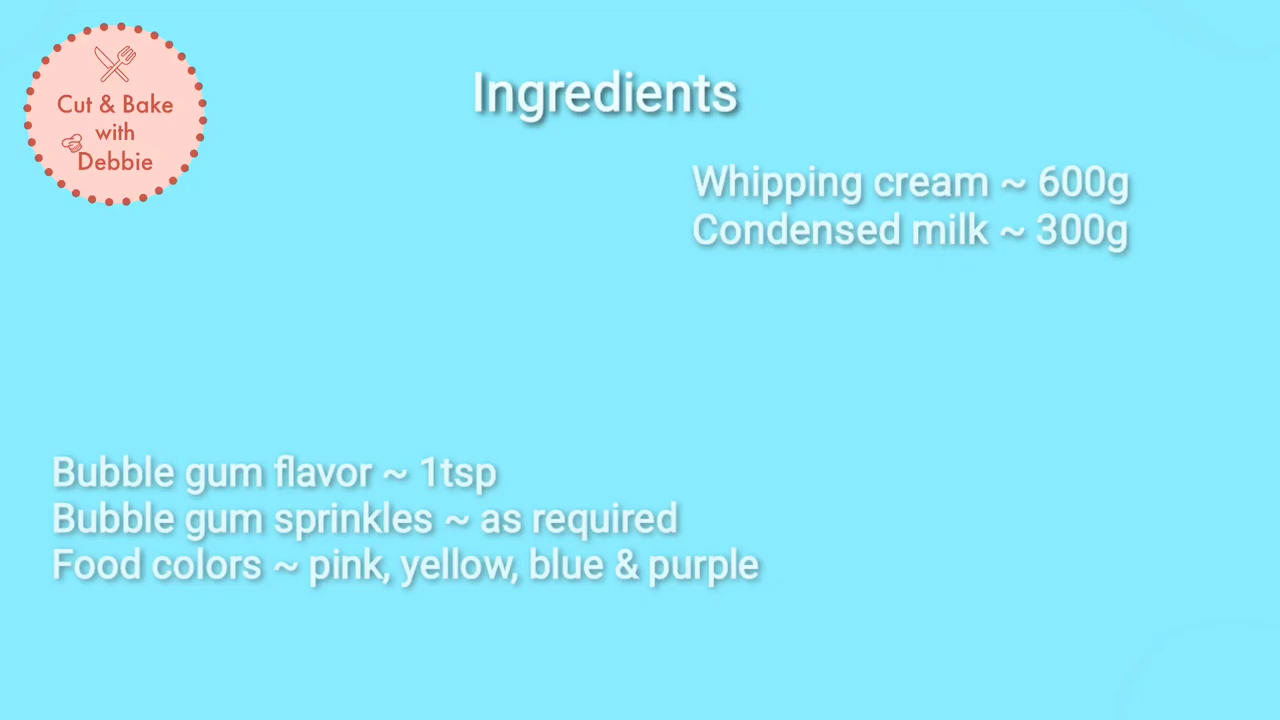 Cut & Bake
with
Debbie
Ingredients
Whipping cream ~ 600g
Condensed milk ~ 300g
Bubble gum flavor ~ 1tsp
Bubble gum sprinkles ~ as required
Food colors ~ pink, yellow, blue & purple